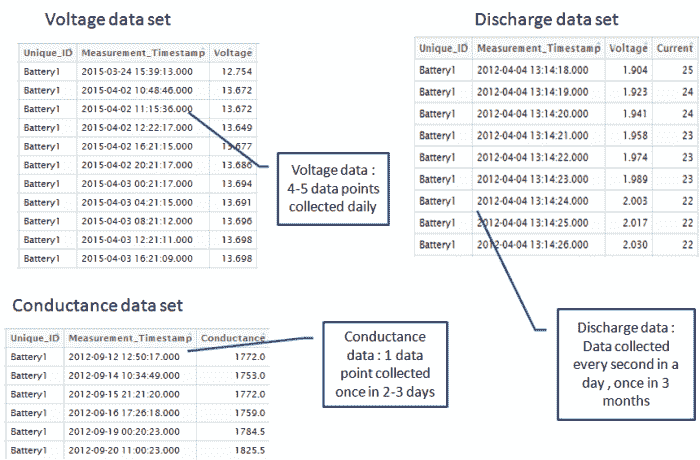 Voltage data set
Unique_ID Measurement_Timestamp Voltage
Battery1 2015-03-24 15:39:13.000 12.754
Battery1 2015-04-02 10:48:46.000 13.672
Battery1 2015-04-02 11:15:36.000 13.672
Battery1 2015-04-02 12:22:17.000 13.649
Battery1 2015-04-02 16:21:15.000 13.677
Battery1 2015-04-02 20:21:17.000 13.686
Battery1 2015-04-03 00:21:17.000 13.694
Battery1 2015-04-03 04:21:15.000 13.691
Battery1 2015-04-03 08:21:12.000 13.696
Battery1 2015-04-03 12:21:11.000 13.698
Battery1 2015-04-03 16:21:09.000 13.698
Voltage data :
4-5 data points
collected daily
Discharge data set
Unique_ID Measurement_Timestamp Voltage Current
Battery1 2012-04-04 13:14:18.000 1.904 25
Battery1 2012-04-04 13:14:19.000 1.923 24
Battery1 2012-04-04 13:14:20.000 1.941 24
Battery1 2012-04-04 13:14:21.000 1.958 23
Battery1 2012-04-04 13:14:22.000 1.974 23
Battery1 2012-04-04 13:14:23.000 1.989 23
Battery1 2012-04-04 13:14:24.000 2.003 22
Battery1 2012-04-04 13:14:25.000 2.017 22
Battery1 2012-04-04 13:14:26.000 2.030 22
Discharge data :
Data collected
every second in a
day , once in 3
months
Conductance data set
Unique_ID Measurement_Timestamp Conductance
Battery1 2012-09-12 12:50:17.000 1772.0
Battery1 2012-09-14 10:34:49.000 1753.0
Battery1 2012-09-15 21:21:20.000 1772.0
Battery1 2012-09-16 17:26:18.000 1759.0
Battery1 2012-09-19 00:20:23.000 1784.5
Battery1 2012-09-20 11:00:23.000 1825.5
Conductance
data : 1 data
point collected
once in 2-3 days